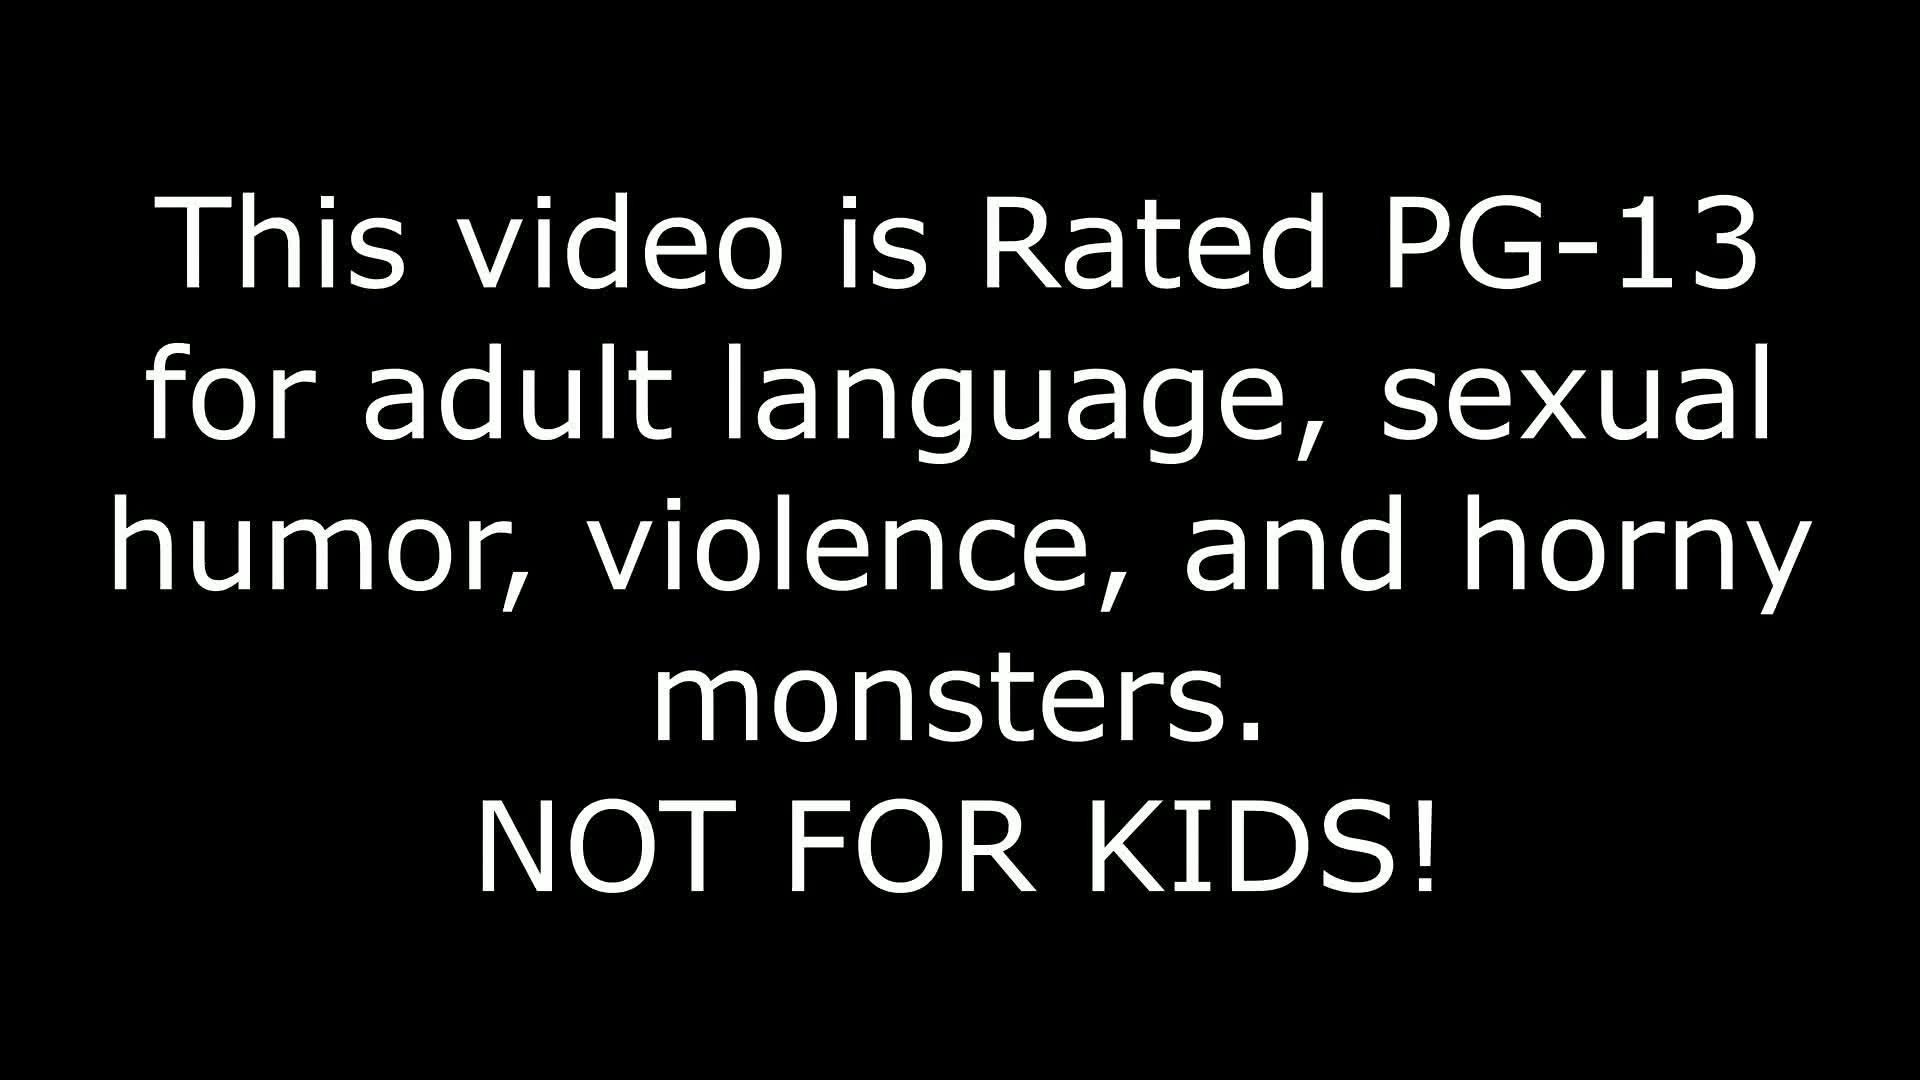 This video is Rated PG-13
for adult language, sexual
humor, violence, and horny
monsters.
NOT FOR KIDS!